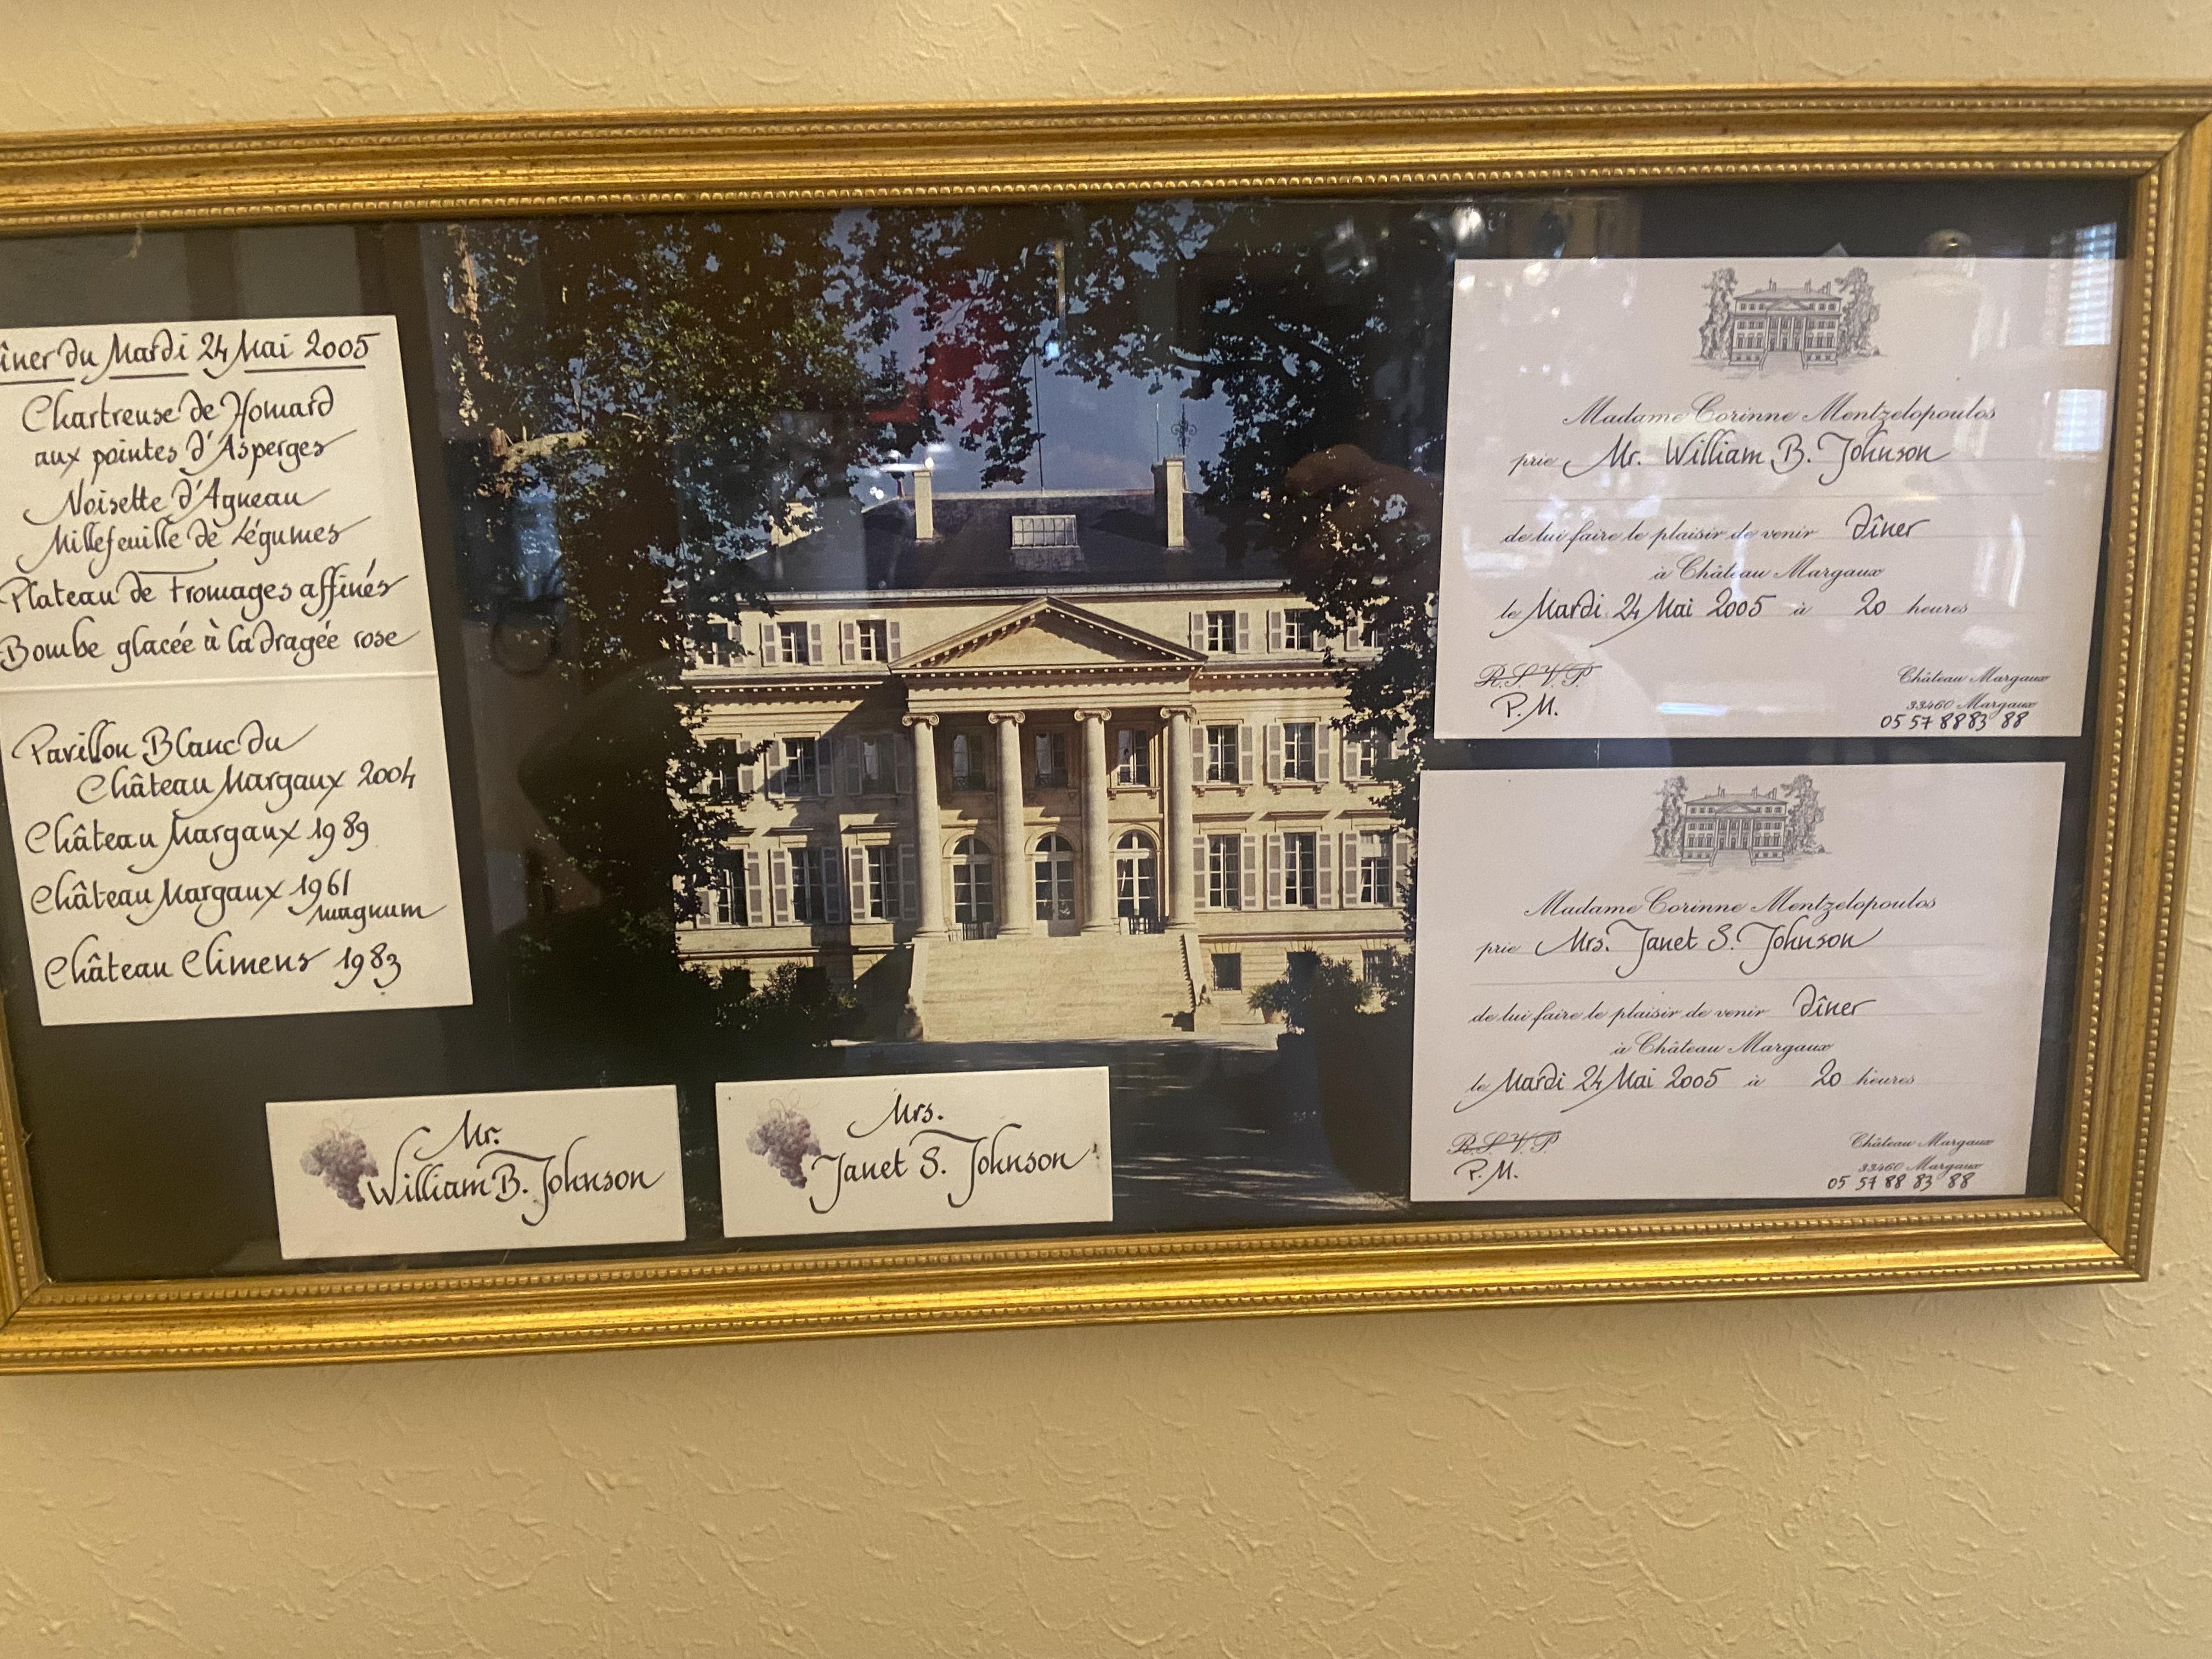 îner du Mardi 24 Mai 2005
Chartreuse de Homard
aux pointes d'Asperges
Noisette d'Agneau
Millefeuille de Légumes
Plateau de Fromages affinés
Bombe glacée à la dragée rose
Pavillon Blanc du
Château Margaux 2004
Château Margaux 1989
Château Margaux 1961
magnum
Château Climens 1983
Mr.
William B. Johnson
Mrs.
Janet S. Johnson
Madame Corinne Mentzelopoulos
prie Mr. William B. Johnson
de lui faire le plaisir de venir dîner
à Château Margaux
le Mardi 24 Mai 2005 à 20 heures
R.S.V.P
P.M.
Château Margaux
33460 Margaux
05 57 88 83 88
Madame Corinne Mentzelopoulos
prie Mrs. Janet S. Johnson
de lui faire le plaisir de venir dîner
à Château Margaux
le Mardi 24 Mai 2005 à 20 heures
R.S.V.P
P.M.
Château Margaux
33460 Margaux
05 57 88 83 88